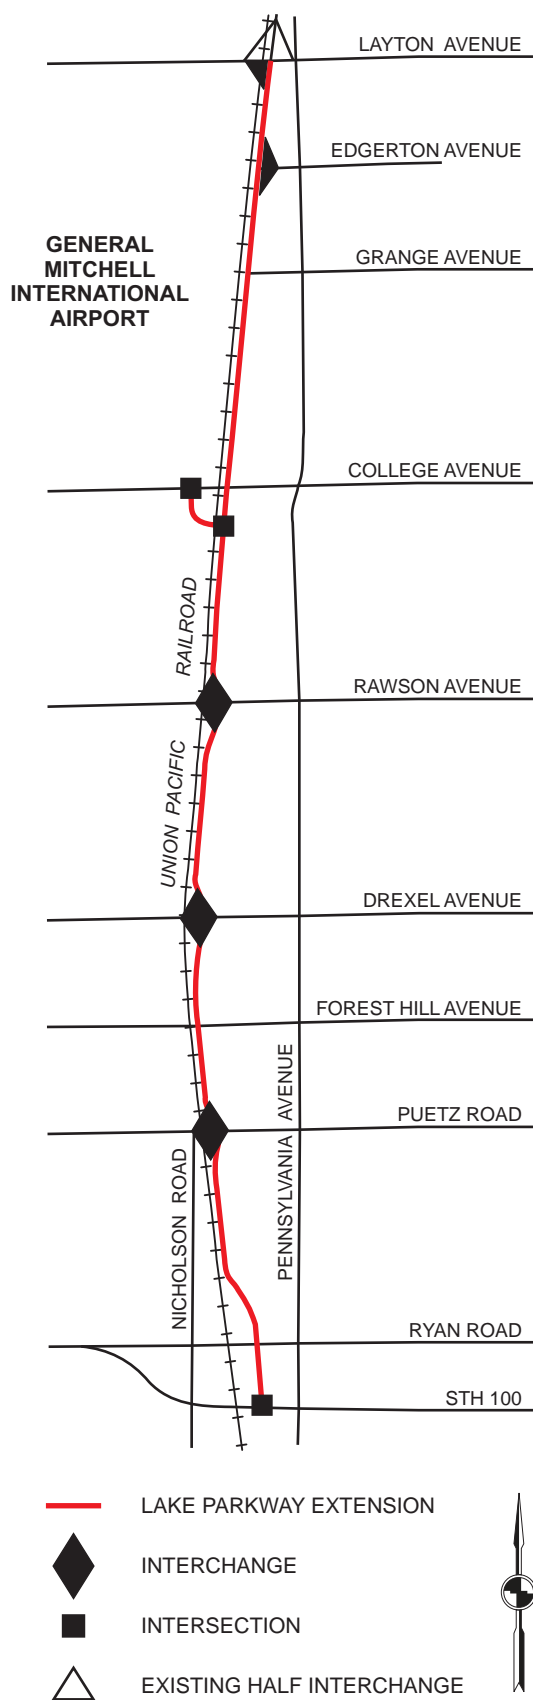 LAYTON AVENUE
EDGERTON AVENUE
GENERAL
MITCHELL
INTERNATIONAL
AIRPORT
GRANGE AVENUE
COLLEGE AVENUE
RAILROAD
RAWSON AVENUE
UNION PACIFIC
DREXEL AVENUE
FOREST HILL AVENUE
PENNSYLVANIA AVENUE
PUETZ ROAD
NICHOLSON ROAD
RYAN ROAD
STH 100
LAKE PARKWAY EXTENSION
INTERCHANGE
INTERSECTION
EXISTING HALF INTERCHANGE